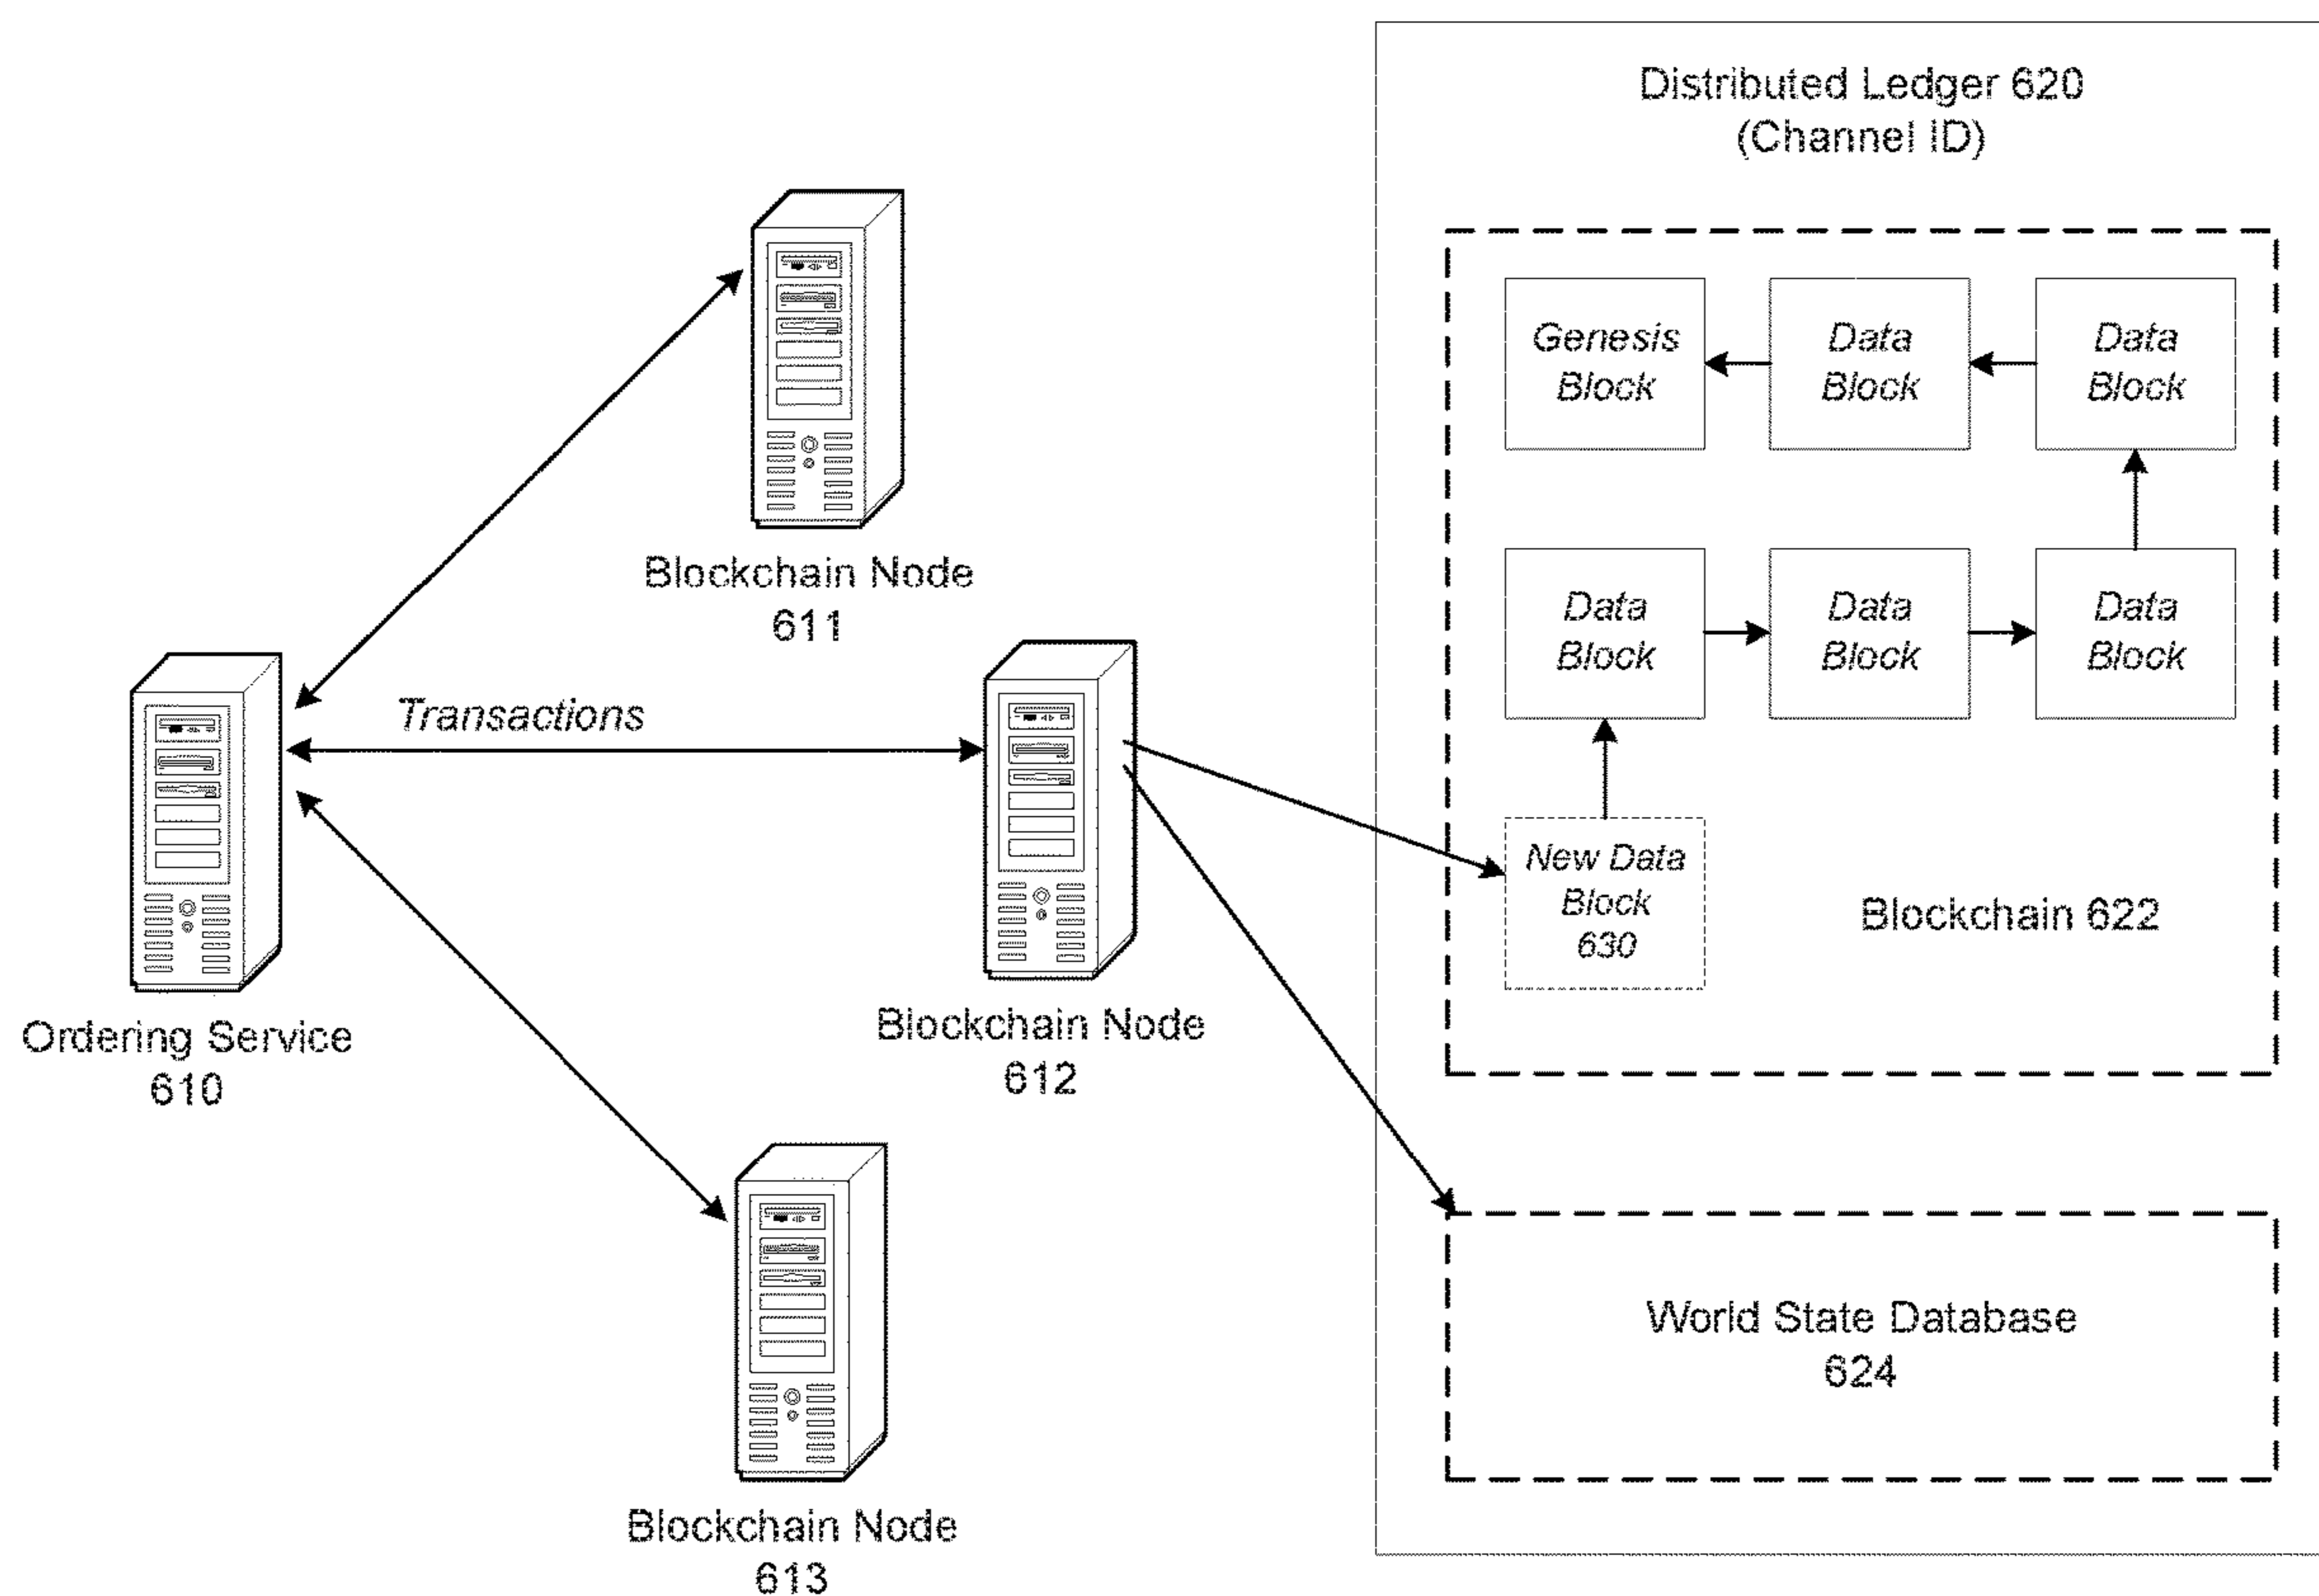 Distributed Ledger 620
(Channel ID)
Genesis
Block
Data
Block
Data
Block
Data
Block
Data
Block
Data
Block
New Data
Block
630
Blockchain 622
World State Database
624
Blockchain Node
611
Transactions
Ordering Service
610
Blockchain Node
612
Blockchain Node
613